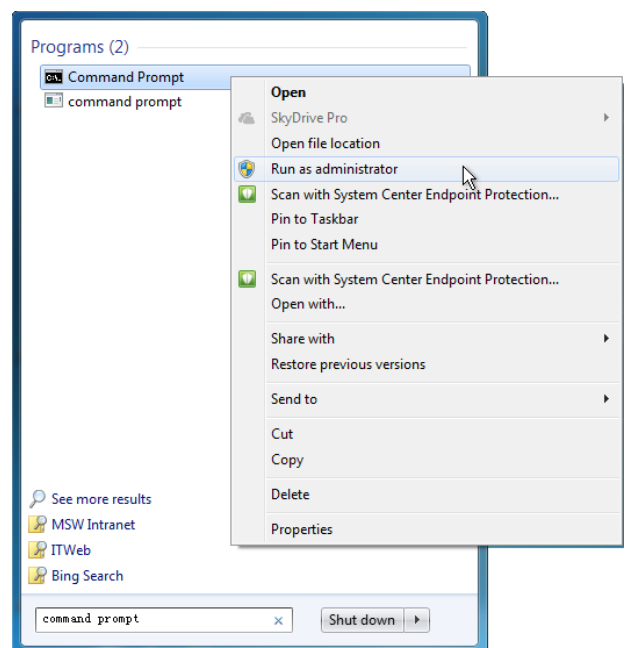 Programs (2)
Command Prompt
command prompt
Open
SkyDrive Pro
Open file location
Run as administrator
Scan with System Center Endpoint Protection...
Pin to Taskbar
Pin to Start Menu
Scan with System Center Endpoint Protection...
Open with...
Share with
Restore previous versions
Send to
Cut
Copy
Delete
Properties
See more results
MSW Intranet
ITWeb
Bing Search
command prompt
Shut down